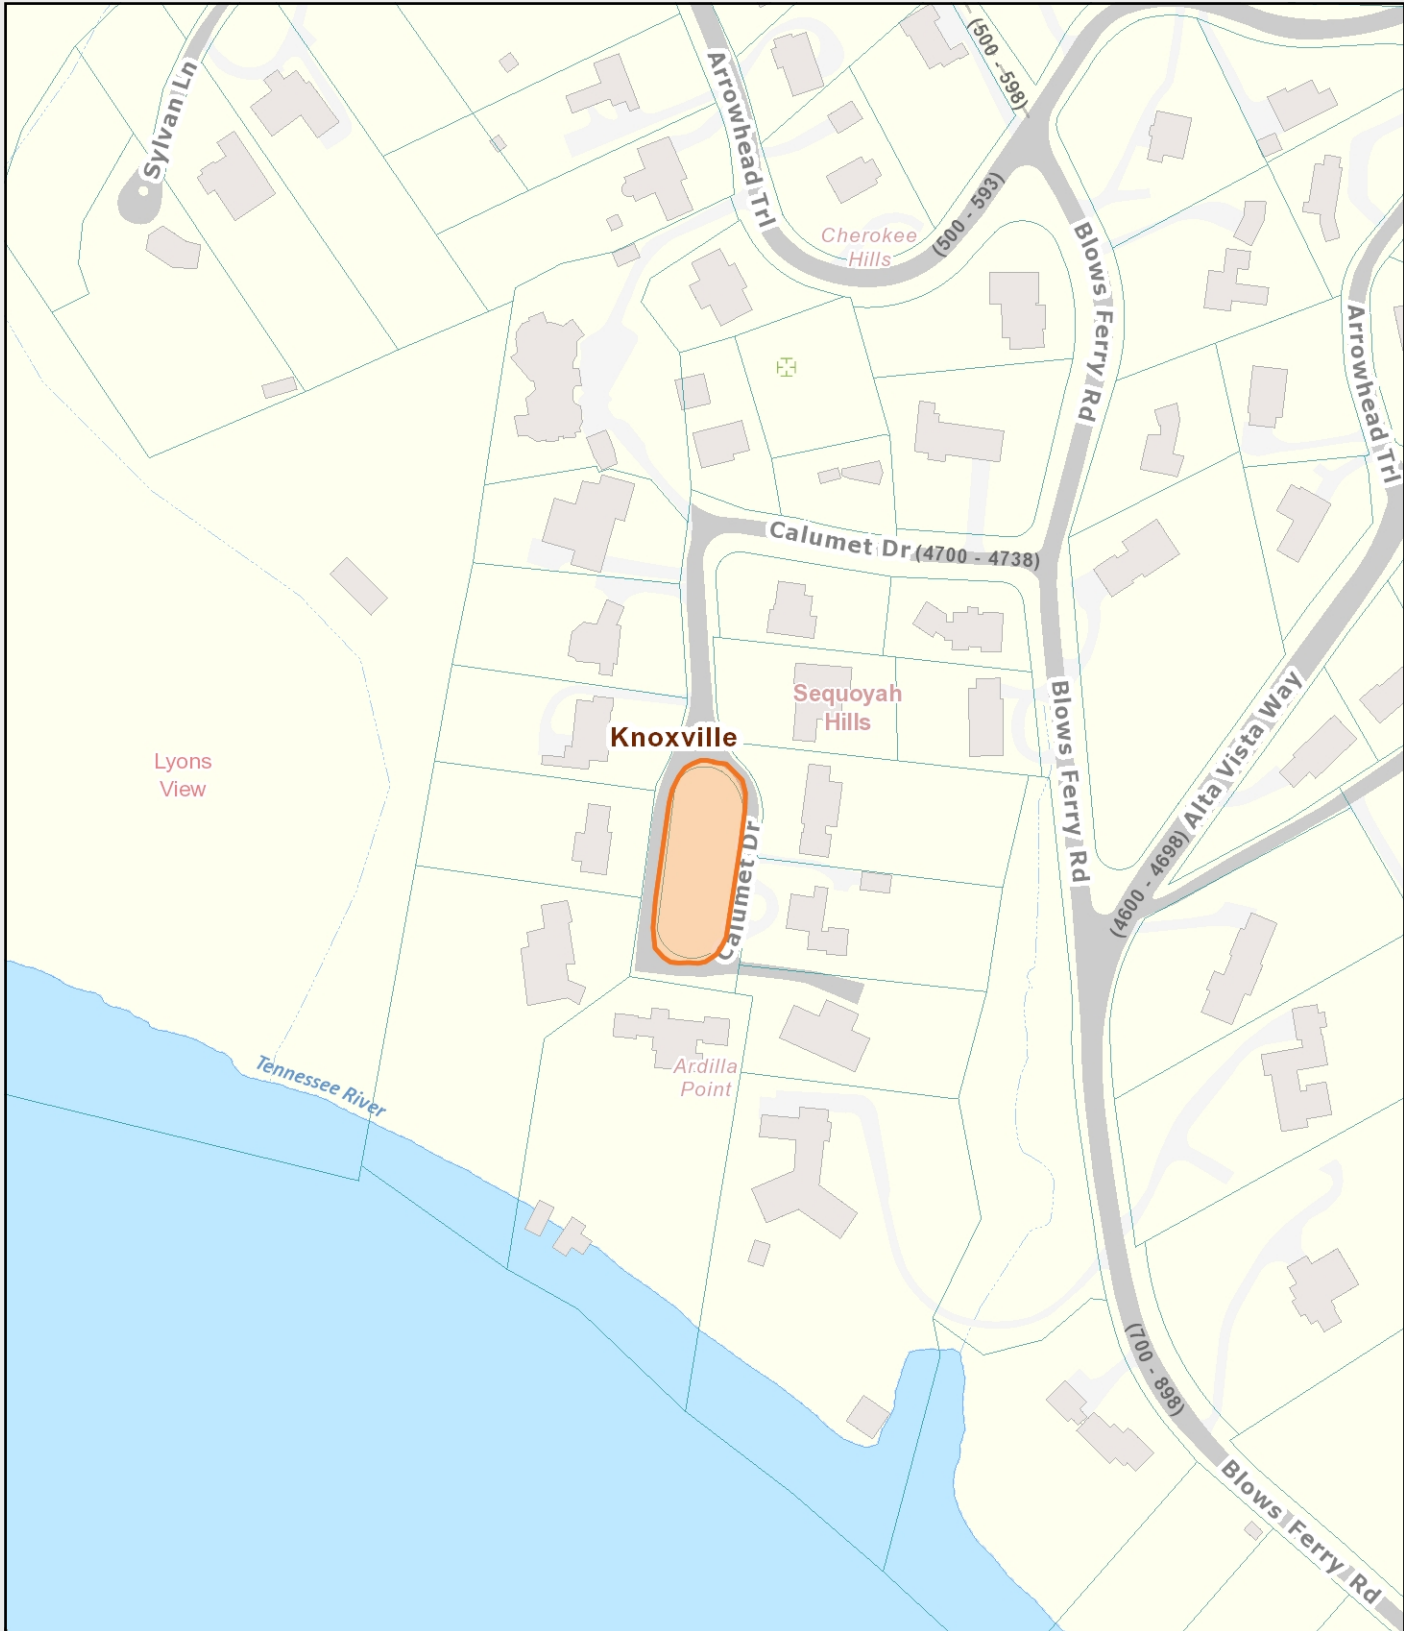 (500 - 598)
Sylvan Ln
Arrowhead Trl
(500 - 593)
Cherokee
Hills
Blows Ferry Rd
Arrowhead Trl
Calumet Dr
(4700 - 4738)
Sequoyah
Hills
Knoxville
Blows Ferry Rd
Alta Vista Way
Lyons
View
Calumet Dr
(4600 - 4698)
Tennessee River
Ardilla
Point
(700 - 898)
Blows Ferry Rd